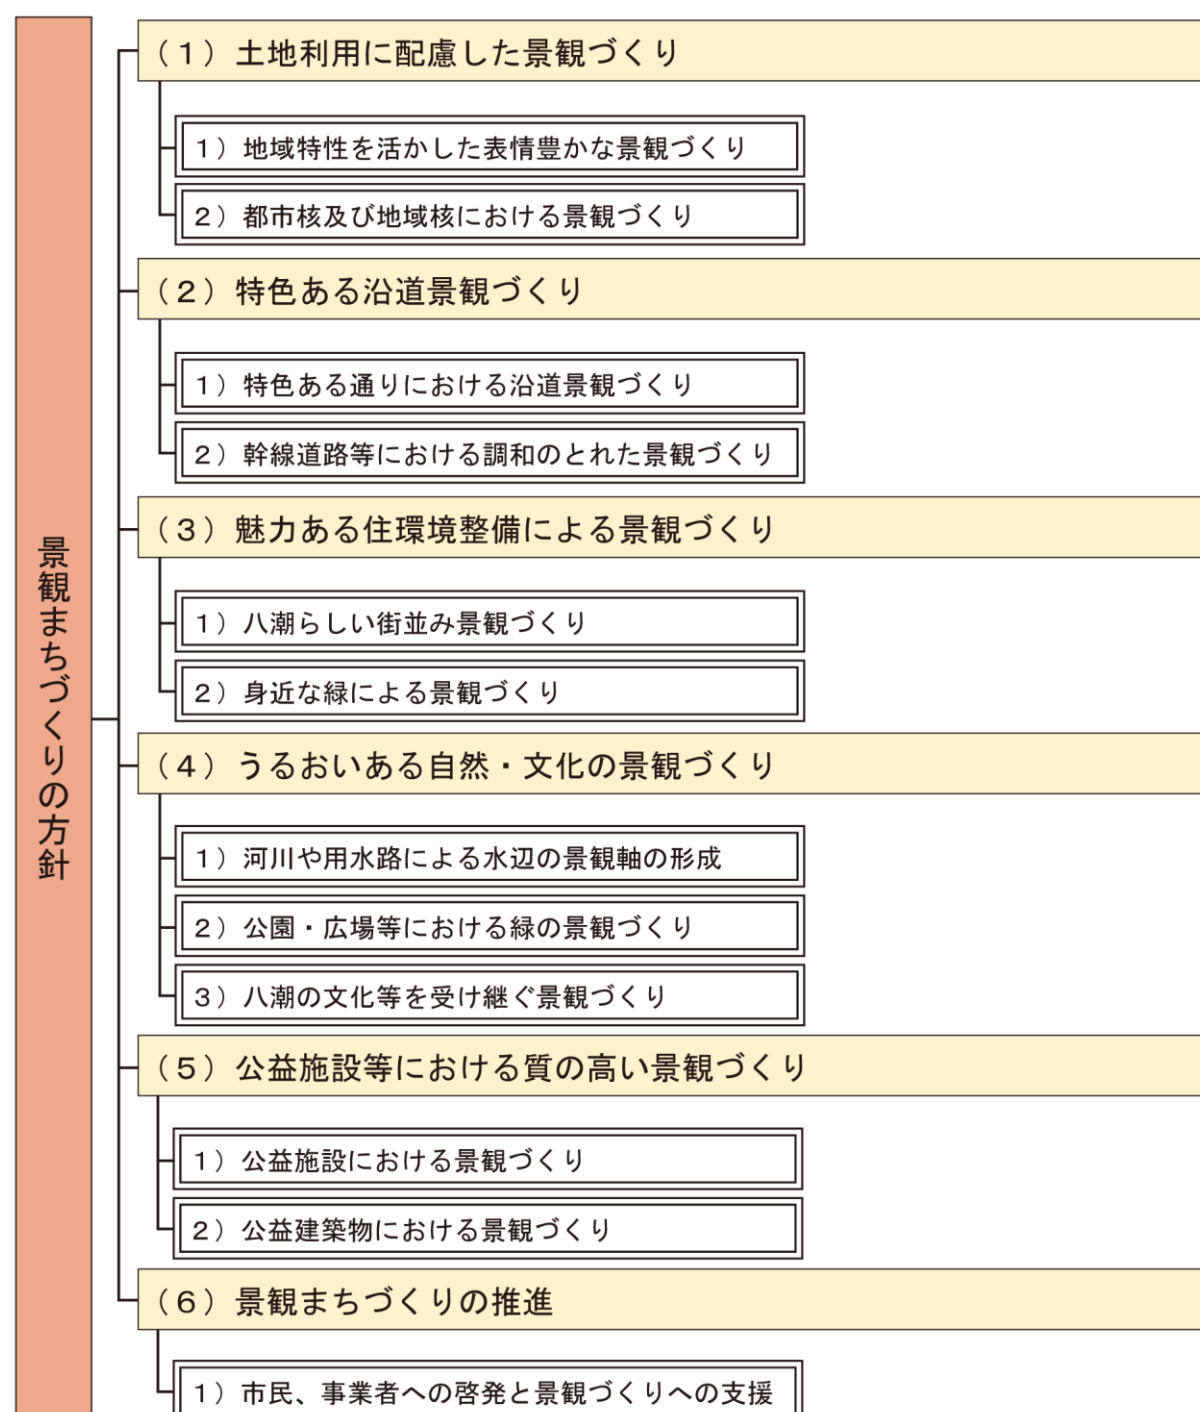 景観まちづくりの方針
（１）土地利用に配慮した景観づくり
１）地域特性を活かした表情豊かな景観づくり
２）都市核及び地域核における景観づくり
（２）特色ある沿道景観づくり
１）特色ある通りにおける沿道景観づくり
２）幹線道路等における調和のとれた景観づくり
（３）魅力ある住環境整備による景観づくり
１）八潮らしい街並み景観づくり
２）身近な緑による景観づくり
（４）うるおいある自然・文化の景観づくり
１）河川や用水路による水辺の景観軸の形成
２）公園・広場等における緑の景観づくり
３）八潮の文化等を受け継ぐ景観づくり
（５）公益施設等における質の高い景観づくり
１）公益施設における景観づくり
２）公益建築物における景観づくり
（６）景観まちづくりの推進
１）市民、事業者への啓発と景観づくりへの支援